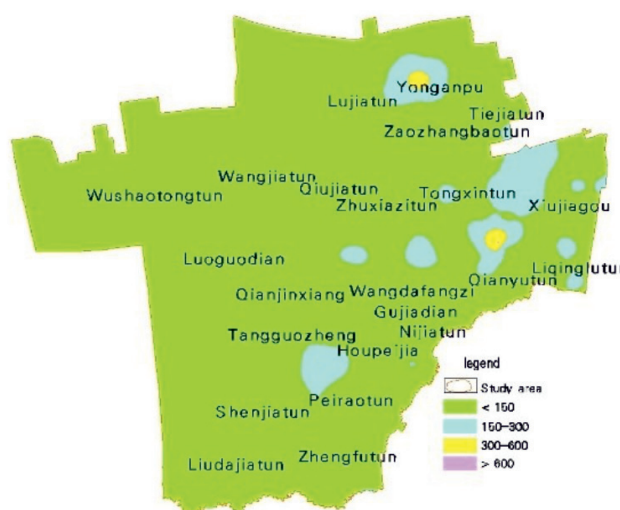 Yonganpu
Lujiatun
Tiejiatun
Zaozhangbaotun
Wangjiatun
Wushaotongtun
Qiujiatun
Tongxintun
Zhuxiazitun
Xiujiagou
Luoguodian
Liqinglutun
Qianyutun
Qianjinxiang
Wangdafangzi
Gujiadian
Tangguozheng
Nijiatun
Houpeijia
Peiraotun
Shenjiatun
Zhengfutun
Liudajiatun
legend
Study area
< 150
150-300
300-600
> 600